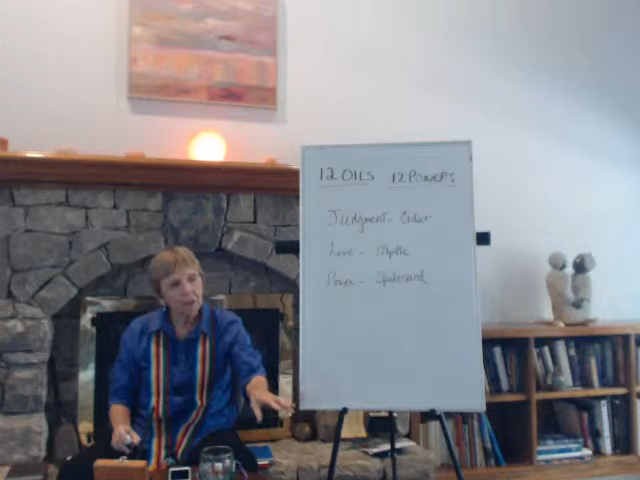 12 OILS 12 POWERS
Judgment - Cedar
Love - Myrtle
Power - Spikenard